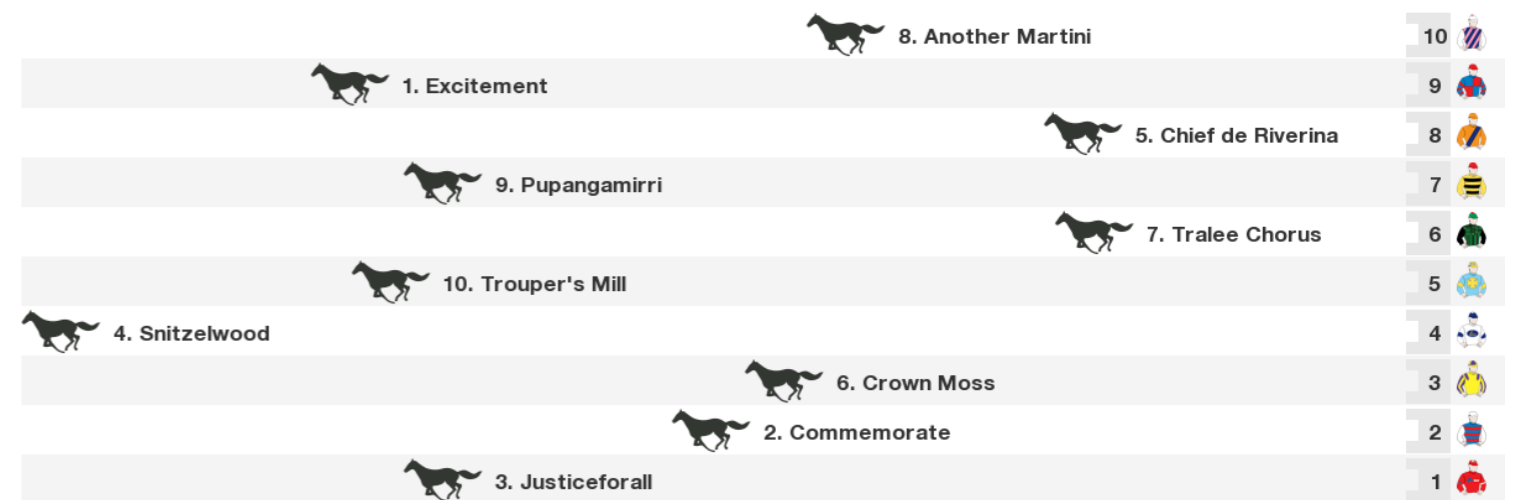 8. Another Martini 10
1. Excitement 9
5. Chief de Riverina 8
9. Pupangamirri 7
7. Tralee Chorus 6
10. Trouper's Mill 5
4. Snitzelwood 4
6. Crown Moss 3
2. Commemorate 2
3. Justiceforall 1